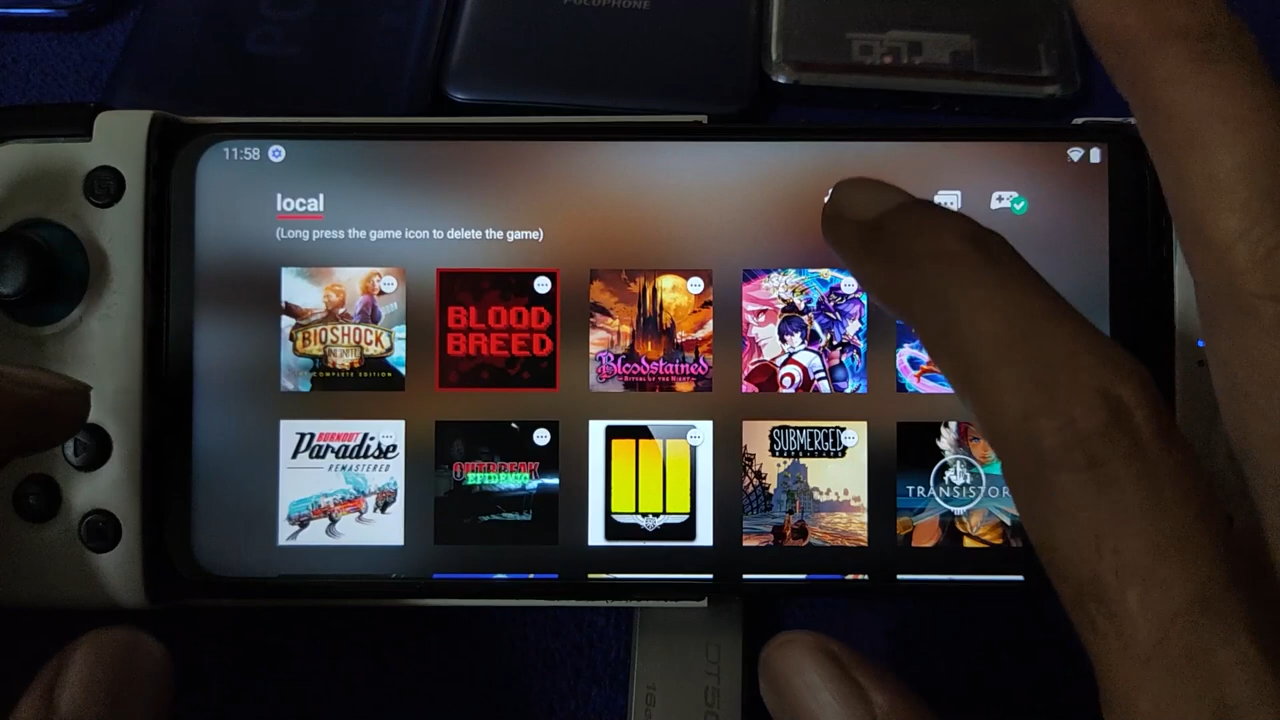 POCOPHONE
11:58
local
(Long press the game icon to delete the game)
BIOSHOCK
INFINITE
THE COMPLETE EDITION
BLOOD
BREED
Bloodstained
RITUAL OF THE NIGHT
BURNOUT
Paradise
REMASTERED
OUTBREAK
EPIDEMIC
SUBMERGED
TRANSISTOR
DT50